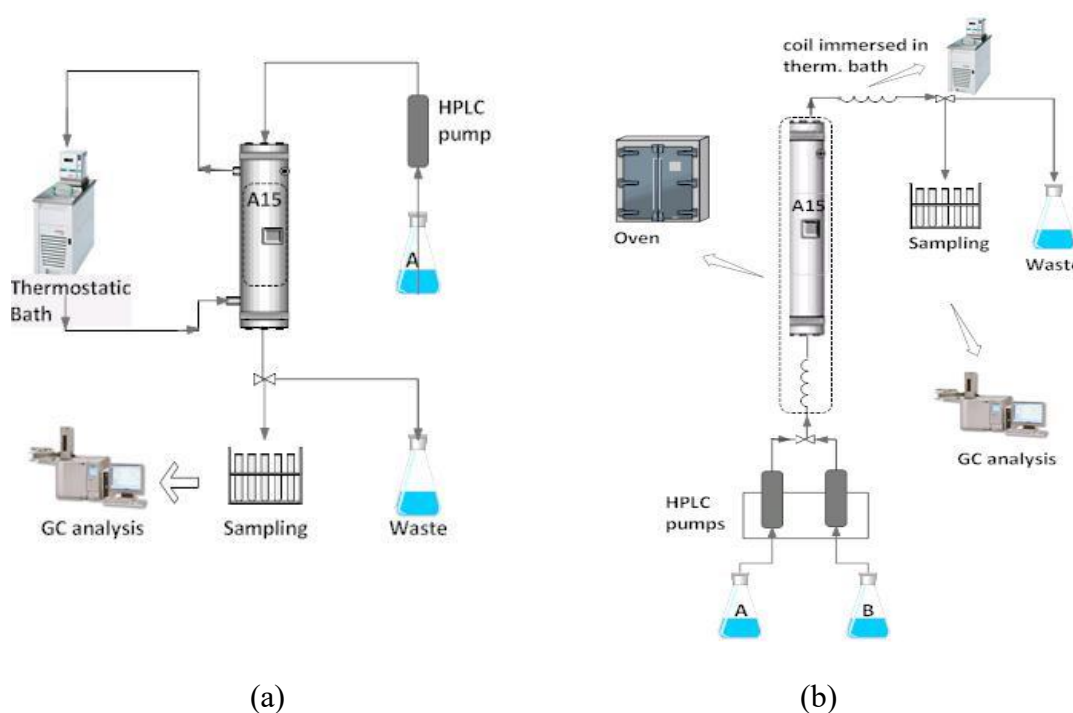 HPLC
pump
A15
A
Thermostatic
Bath
GC analysis
Sampling
Waste
(a)
coil immersed in
therm. bath
A15
Oven
Sampling
Waste
GC analysis
HPLC
pumps
A
B
(b)